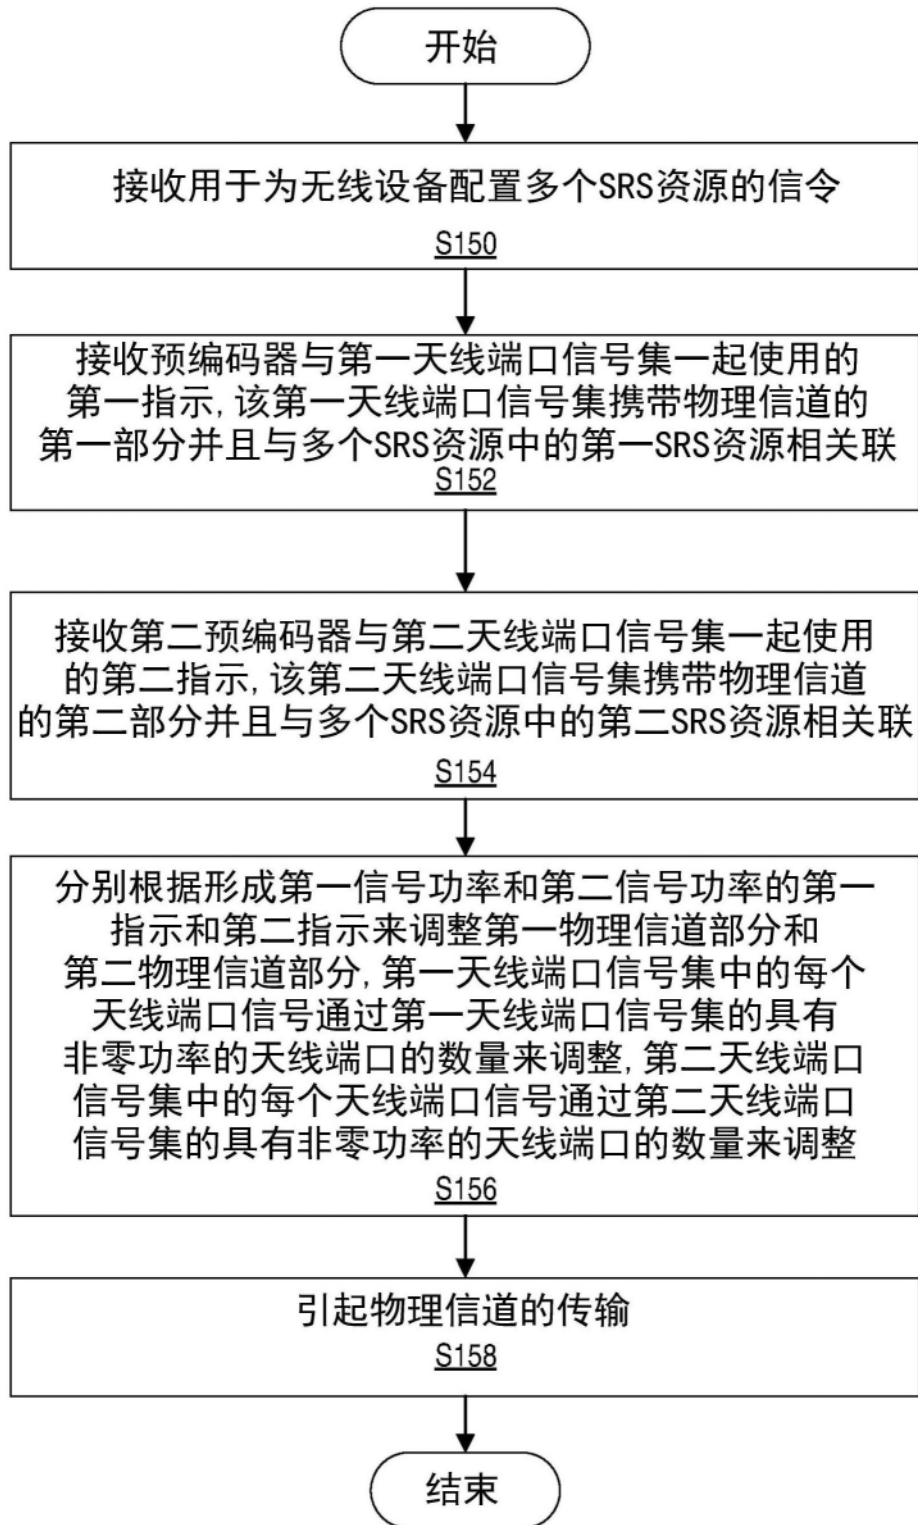 开始
接收用于为无线设备配置多个SRS资源的信令
S150
接收预编码器与第一天线端口信号集一起使用的
第一指示,该第一天线端口信号集携带物理信道的
第一部分并且与多个SRS资源中的第一SRS资源相关联
S152
接收第二预编码器与第二天线端口信号集一起使用
的第二指示,该第二天线端口信号集携带物理信道
的第二部分并且与多个SRS资源中的第二SRS资源相关联
S154
分别根据形成第一信号功率和第二信号功率的第一
指示和第二指示来调整第一物理信道部分和
第二物理信道部分,第一天线端口信号集中的每个
天线端口信号通过第一天线端口信号集的具有
非零功率的天线端口的数量来调整,第二天线端口
信号集中的每个天线端口信号通过第二天线端口
信号集的具有非零功率的天线端口的数量来调整
S156
引起物理信道的传输
S158
结束